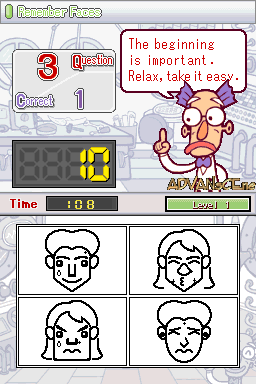 Remember Faces
3 Question
Correct 1
The beginning
is important.
Relax, take it easy.
10
ADVANsCEne
Time 108
Level 1